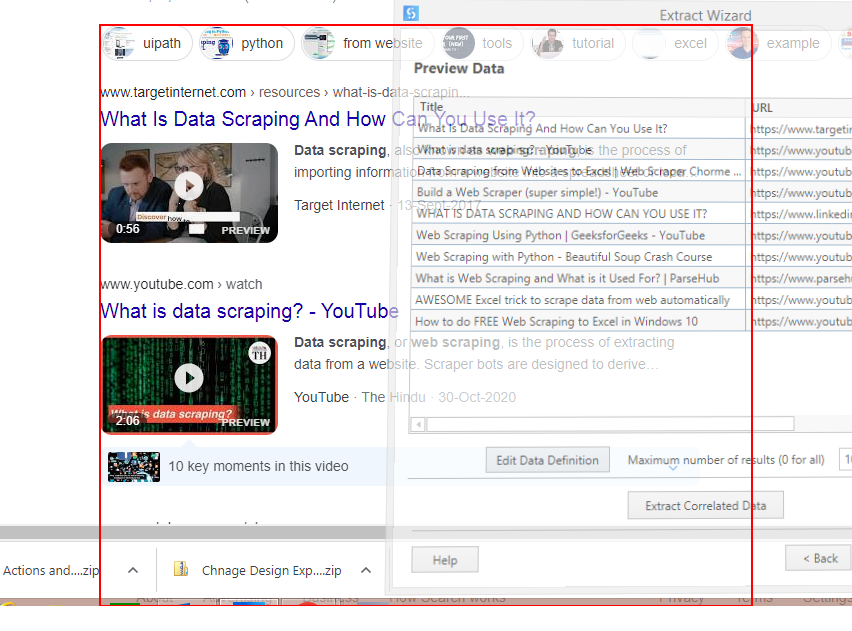 Extract Wizard
uipath
python
from website
tools
tutorial
excel
example
Preview Data
www.targetinternet.com › resources › what-is-data-scrapin...
Title
URL
What Is Data Scraping And How Can You Use It?
What Is Data Scraping And How Can You Use It?
https://www.targetin
Data scraping, also known as web scraping, is the process of
What is data scraping? - YouTube
https://www.youtub
importing information
Data Scraping from Websites to Excel | Web Scraper Chorme ...
https://www.youtub
Build a Web Scraper (super simple!) - YouTube
https://www.youtub
Target Internet · 13-Sept-2017
WHAT IS DATA SCRAPING AND HOW CAN YOU USE IT?
https://www.linkedin
Discover how to
0:56
PREVIEW
Web Scraping Using Python | GeeksforGeeks - YouTube
https://www.youtub
Web Scraping with Python - Beautiful Soup Crash Course
https://www.youtub
www.youtube.com › watch
What is Web Scraping and What is it Used For? | ParseHub
https://www.parsehu
What is data scraping? - YouTube
AWESOME Excel trick to scrape data from web automatically
https://www.youtub
How to do FREE Web Scraping to Excel in Windows 10
https://www.youtub
Data scraping, or web scraping, is the process of extracting
data from a website. Scraper bots are designed to derive...
TH
YouTube · The Hindu · 30-Oct-2020
What is data scraping?
2:06
PREVIEW
10 key moments in this video
Edit Data Definition
Maximum number of results (0 for all)
Extract Correlated Data
Help
< Back
Actions and....zip
Chnage Design Exp....zip
About
Business
How Search works
Privacy
Terms
Settings